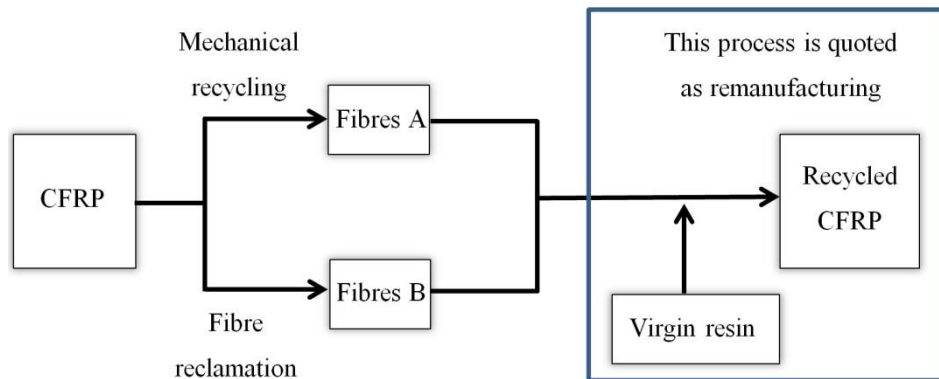 Mechanical
recycling
This process is quoted
as remanufacturing
Fibres A
CFRP
Recycled
CFRP
Fibres B
Fibre
reclamation
Virgin resin